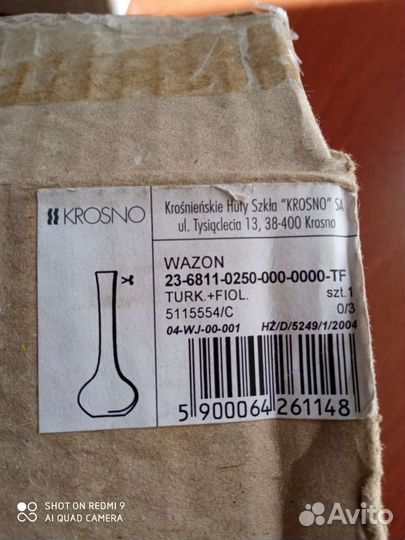 KROSNO
Krośnieńskie Huty Szkła "KROSNO" SA
ul. Tysiąclecia 13, 38-400 Krosno
WAZON
23-6811-0250-000-0000-TF
TURK.+FIOL. szt.1
5115554/C 0/3
04-WJ-00-001 HŻ/D/5249/1/2004
5 900064 261148
SHOT ON REDMI 9
AI QUAD CAMERA
Avito